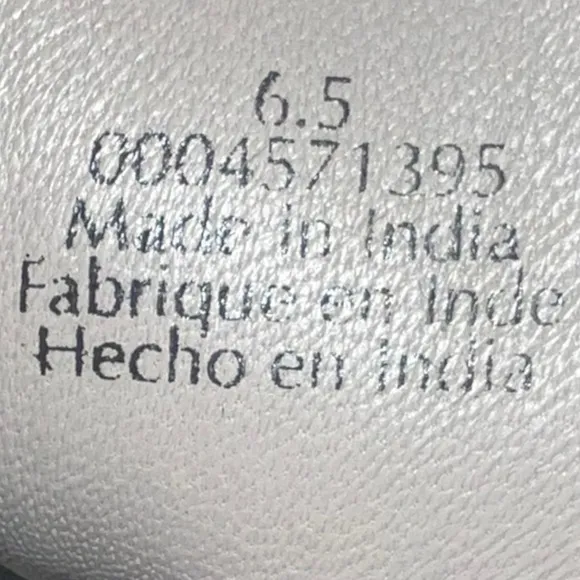 6.5
0004571395
Made in India
Fabrique en Inde
Hecho en India